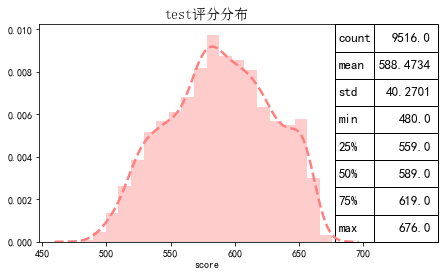 test评分分布
0.010
0.008
0.006
0.004
0.002
0.000
450
500
550
600
650
700
score
count 9516.0
mean 588.4734
std 40.2701
min 480.0
25% 559.0
50% 589.0
75% 619.0
max 676.0